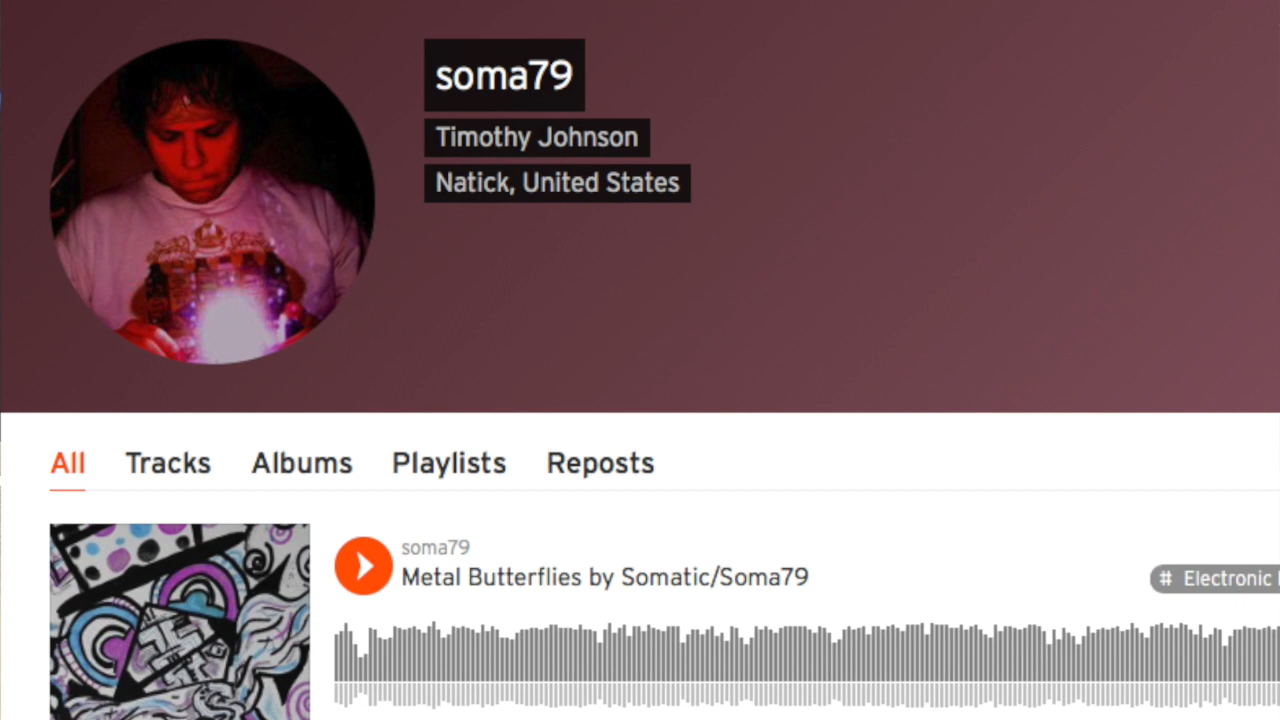 soma79
Timothy Johnson
Natick, United States
All Tracks Albums Playlists Reposts
soma79
Metal Butterflies by Somatic/Soma79
# Electronic